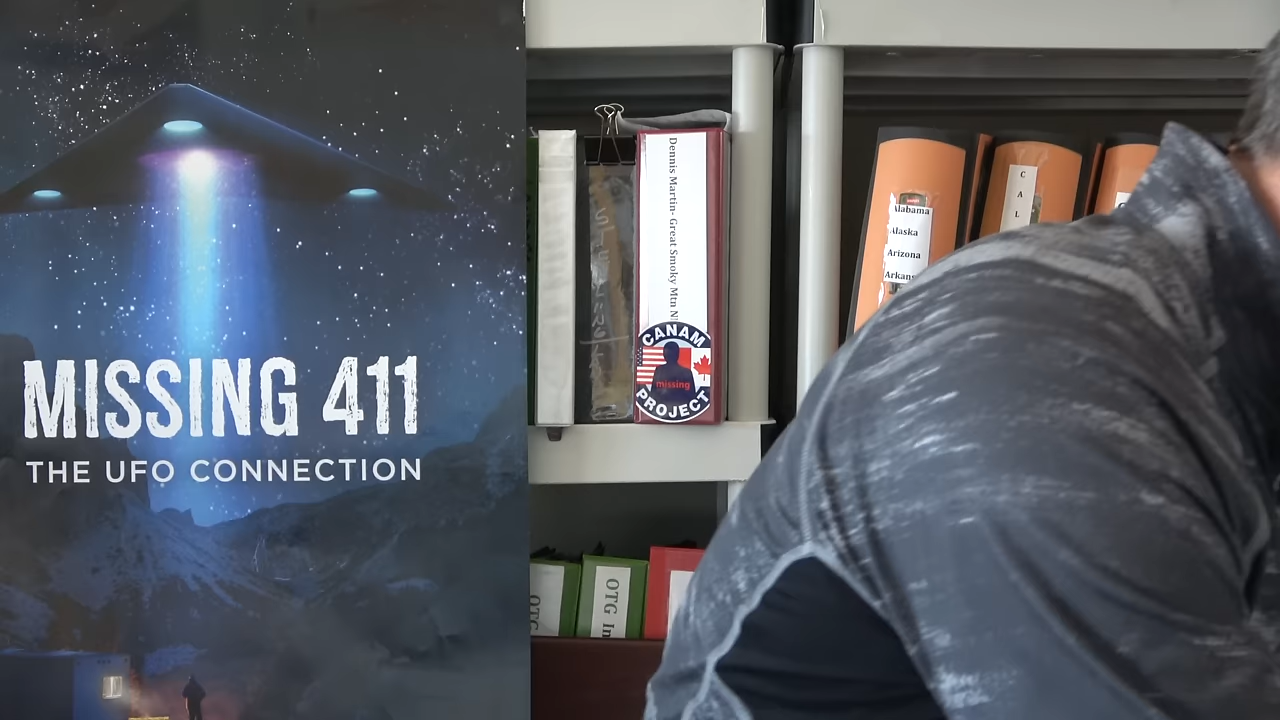 MISSING 411
THE UFO CONNECTION
Dennis Martin- Great Smoky Mtn N
CANAM
missing
PROJECT
Alabama
Alaska
Arizona
Arkans
C
A
L
OTG
OTG In